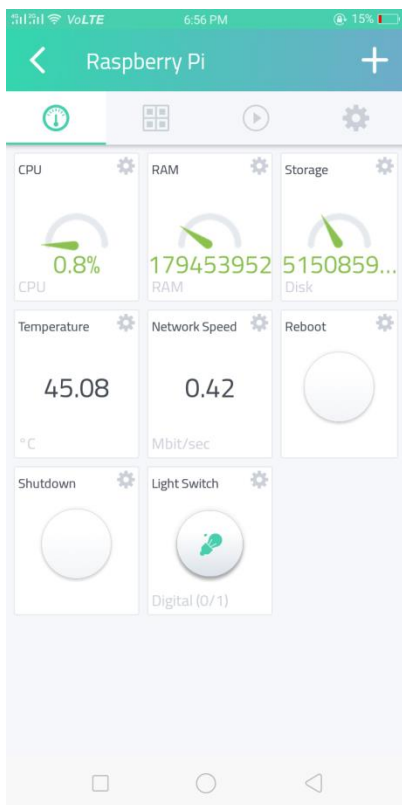 VoLTE 6:56 PM 15%
Raspberry Pi
CPU RAM Storage
0.8% 179453952 5150859...
CPU RAM Disk
Temperature Network Speed Reboot
45.08 0.42
°C Mbit/sec
Shutdown Light Switch
Digital (0/1)